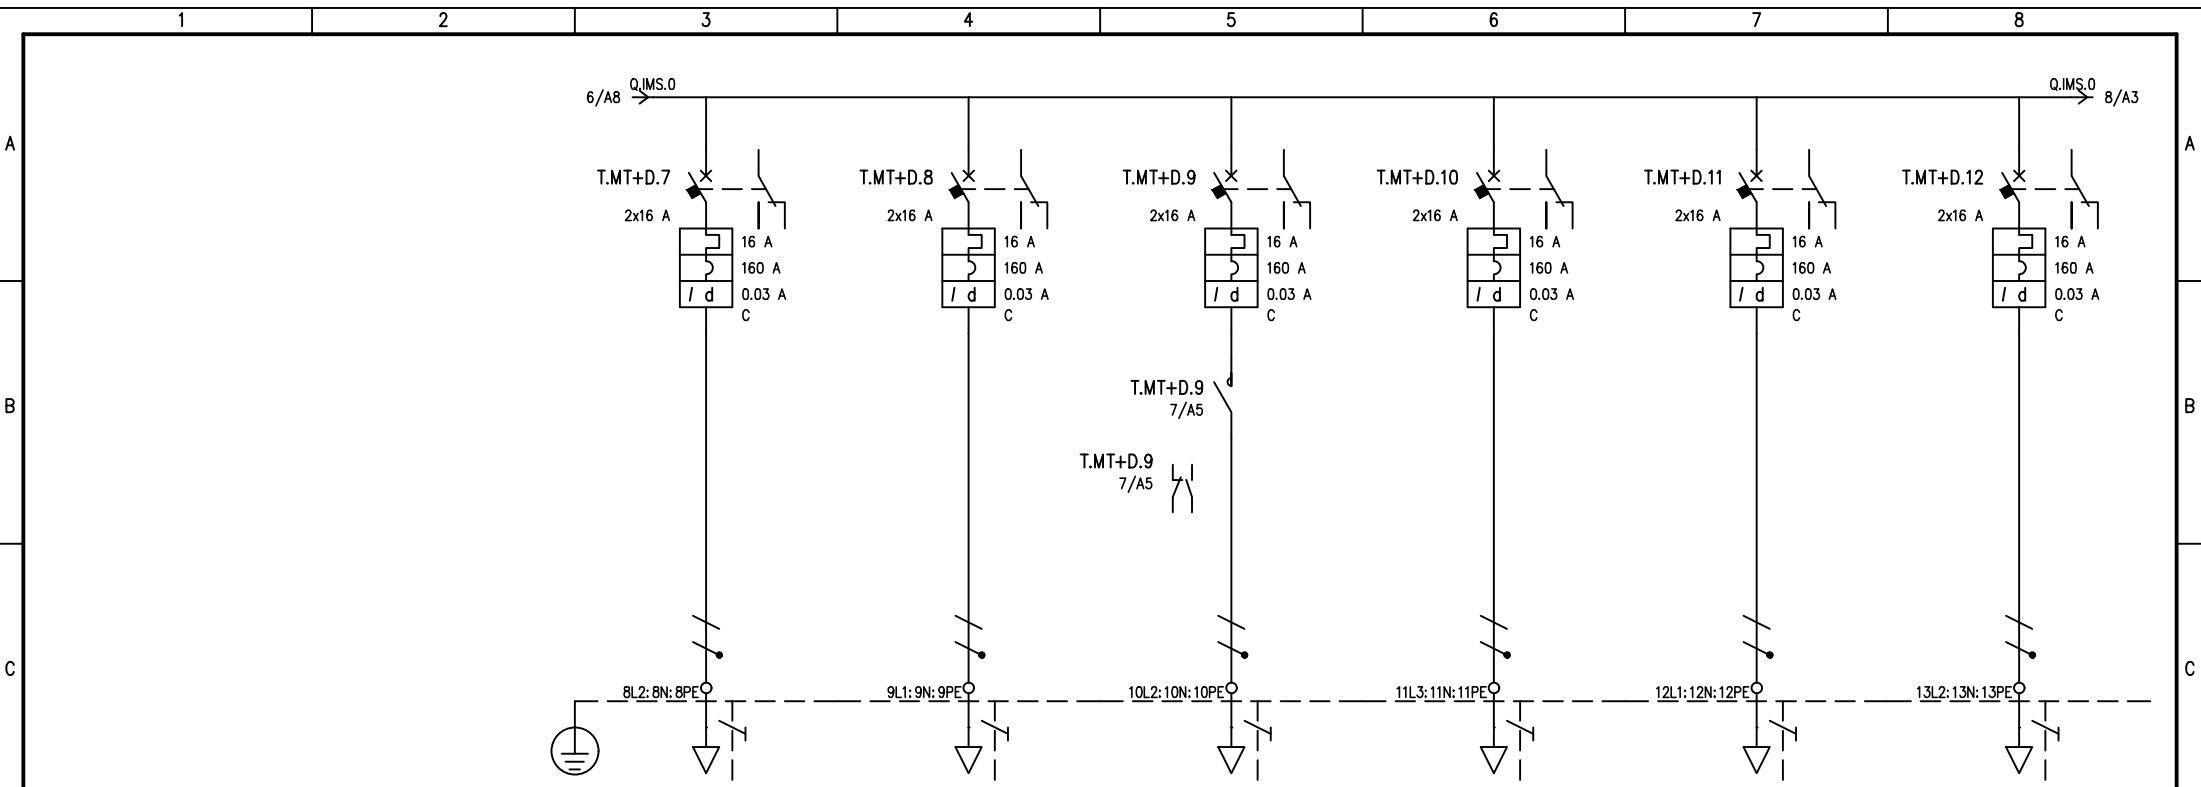 1 2 3 4 5 6 7 8
Q.IMS.0 Q.IMS.0
6/A8 8/A3
A A
T.MT+D.7 T.MT+D.8 T.MT+D.9 T.MT+D.10 T.MT+D.11 T.MT+D.12
2x16 A 2x16 A 2x16 A 2x16 A 2x16 A 2x16 A
16 A 16 A 16 A 16 A 16 A 16 A
160 A 160 A 160 A 160 A 160 A 160 A
I d 0.03 A I d 0.03 A I d 0.03 A I d 0.03 A I d 0.03 A I d 0.03 A
C C C C C C
T.MT+D.9
B 7/A5 B
T.MT+D.9
7/A5
C C
8L2:8N:8PE 9L1:9N:9PE 10L2:10N:10PE 11L3:11N:11PE 12L1:12N:12PE 13L2:13N:13PE